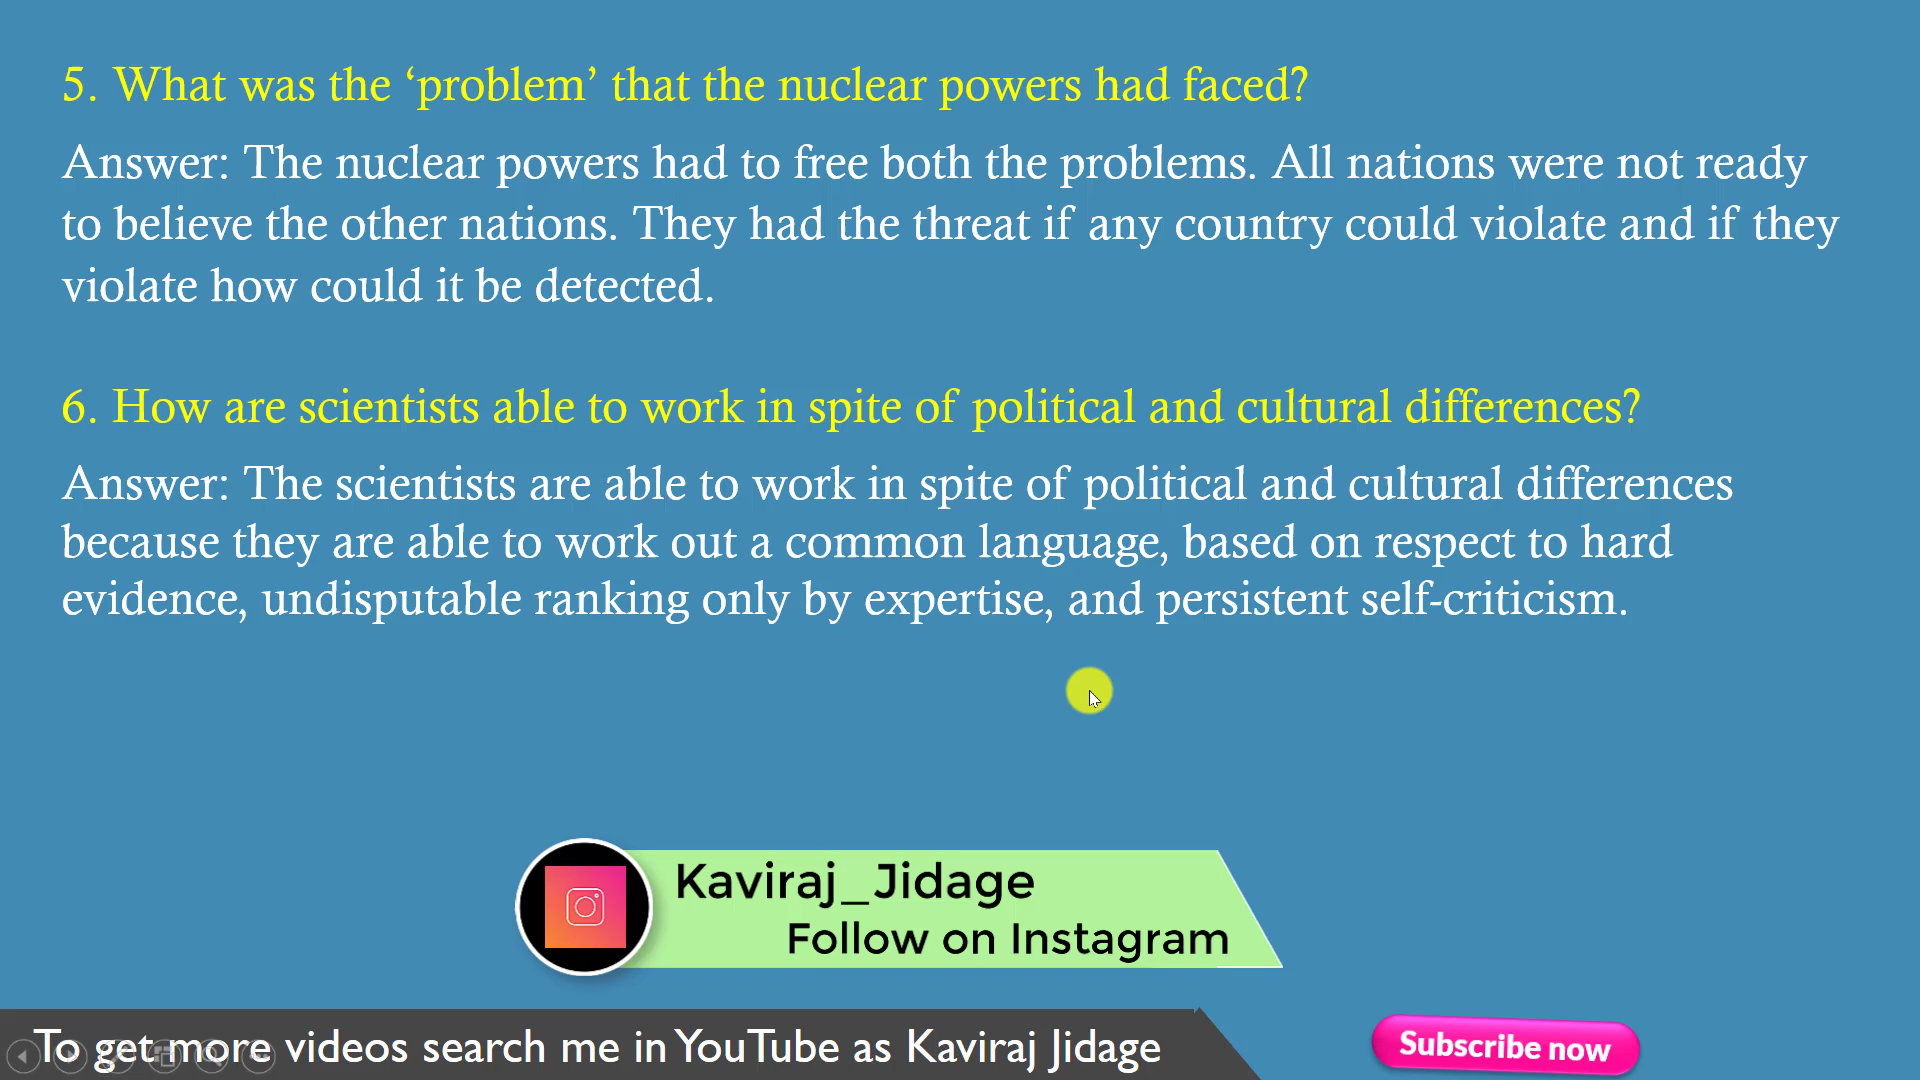 5. What was the ‘problem’ that the nuclear powers had faced?
Answer: The nuclear powers had to free both the problems. All nations were not ready
to believe the other nations. They had the threat if any country could violate and if they
violate how could it be detected.
6. How are scientists able to work in spite of political and cultural differences?
Answer: The scientists are able to work in spite of political and cultural differences
because they are able to work out a common language, based on respect to hard
evidence, undisputable ranking only by expertise, and persistent self-criticism.
Kaviraj_Jidage
Follow on Instagram
To get more videos search me in YouTube as Kaviraj Jidage
Subscribe now